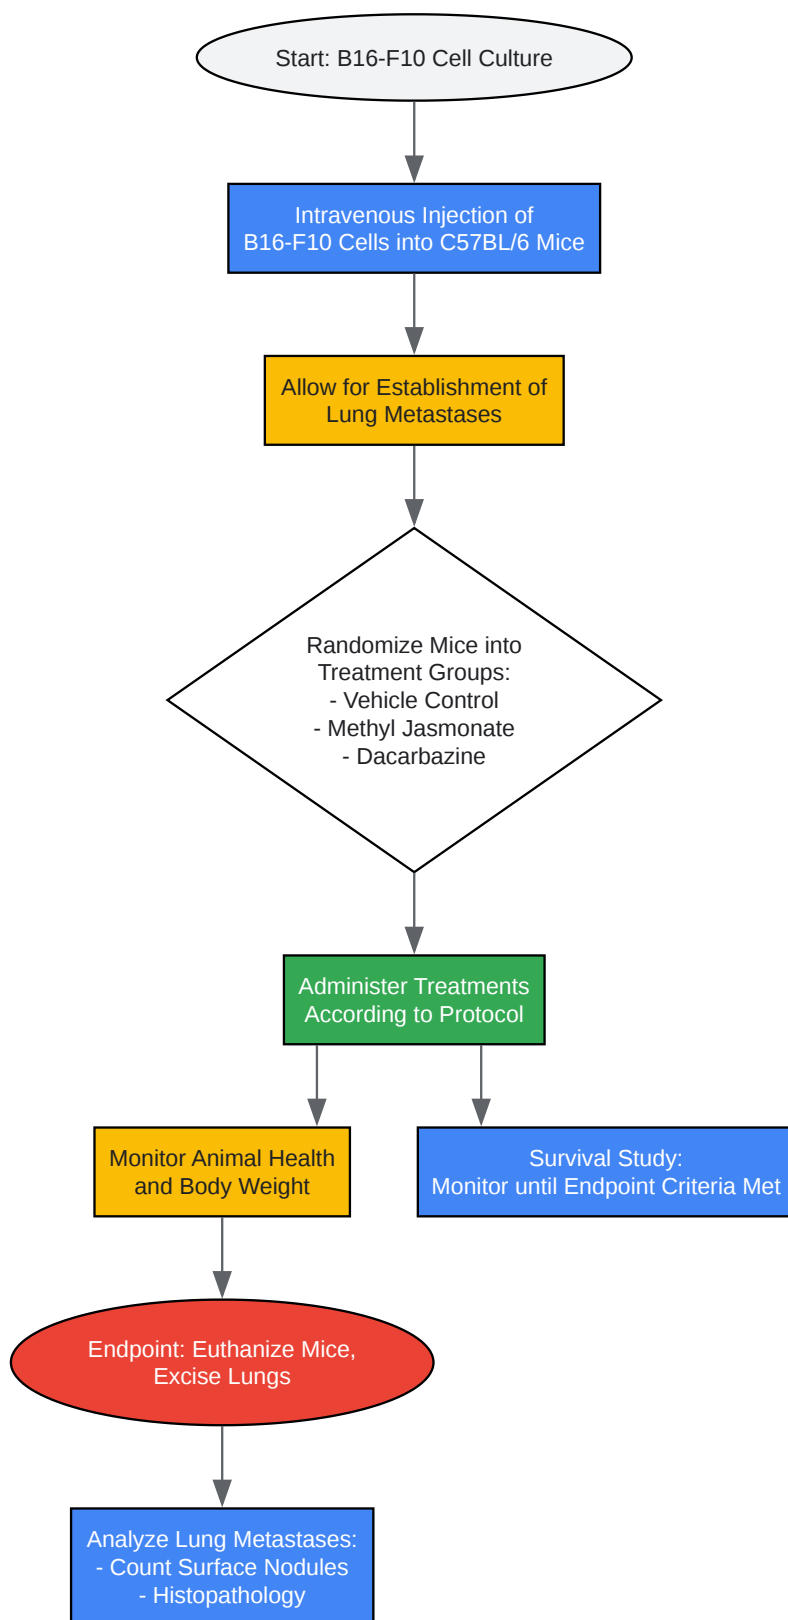 Start: B16-F10 Cell Culture
Intravenous Injection of
B16-F10 Cells into C57BL/6 Mice
Allow for Establishment of
Lung Metastases
Randomize Mice into
Treatment Groups:
- Vehicle Control
- Methyl Jasmonate
- Dacarbazine
Administer Treatments
According to Protocol
Monitor Animal Health
and Body Weight
Survival Study:
Monitor until Endpoint Criteria Met
Endpoint: Euthanize Mice,
Excise Lungs
Analyze Lung Metastases:
- Count Surface Nodules
- Histopathology